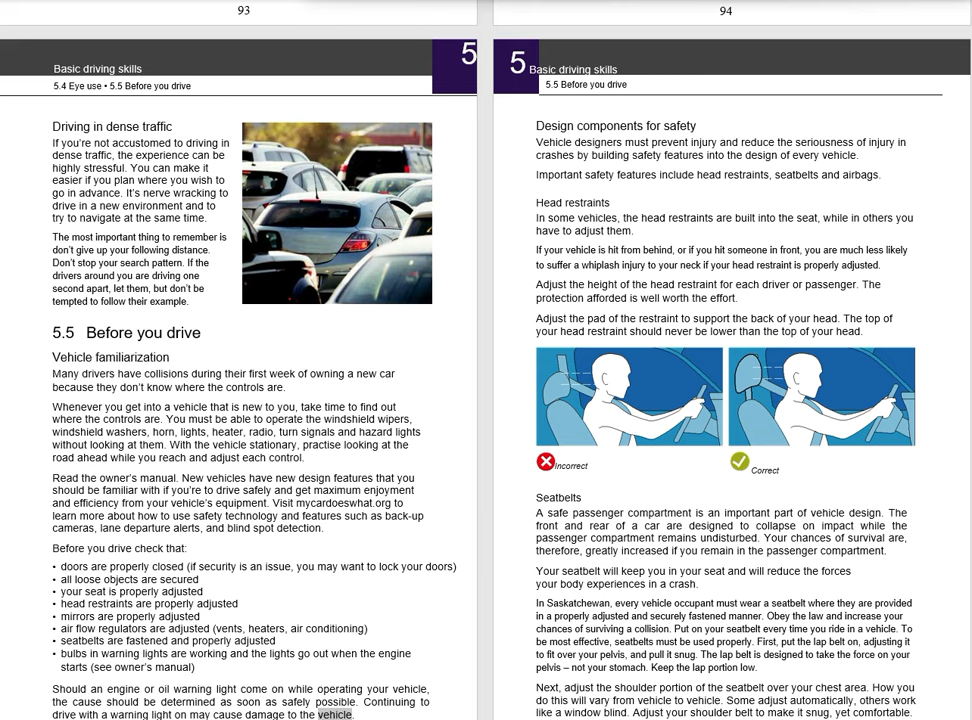 93
5
Basic driving skills
5.4 Eye use • 5.5 Before you drive
Driving in dense traffic
If you’re not accustomed to driving in
dense traffic, the experience can be
highly stressful. You can make it
easier if you plan where you wish to
go in advance. It’s nerve wracking to
drive in a new environment and to
try to navigate at the same time.
The most important thing to remember is
don’t give up your following distance.
Don’t stop your search pattern. If the
drivers around you are driving one
second apart, let them, but don’t be
tempted to follow their example.
5.5 Before you drive
Vehicle familiarization
Many drivers have collisions during their first week of owning a new car
because they don’t know where the controls are.
Whenever you get into a vehicle that is new to you, take time to find out
where the controls are. You must be able to operate the windshield wipers,
windshield washers, horn, lights, heater, radio, turn signals and hazard lights
without looking at them. With the vehicle stationary, practise looking at the
road ahead while you reach and adjust each control.
Read the owner’s manual. New vehicles have new design features that you
should be familiar with if you’re to drive safely and get maximum enjoyment
and efficiency from your vehicle’s equipment. Visit mycardoeswhat.org to
learn more about how to use safety technology and features such as back-up
cameras, lane departure alerts, and blind spot detection.
Before you drive check that:
• doors are properly closed (if security is an issue, you may want to lock your doors)
• all loose objects are secured
• your seat is properly adjusted
• head restraints are properly adjusted
• mirrors are properly adjusted
• air flow regulators are adjusted (vents, heaters, air conditioning)
• seatbelts are fastened and properly adjusted
• bulbs in warning lights are working and the lights go out when the engine
starts (see owner’s manual)
Should an engine or oil warning light come on while operating your vehicle,
the cause should be determined as soon as safely possible. Continuing to
drive with a warning light on may cause damage to the vehicle.
94
5
Basic driving skills
5.5 Before you drive
Design components for safety
Vehicle designers must prevent injury and reduce the seriousness of injury in
crashes by building safety features into the design of every vehicle.
Important safety features include head restraints, seatbelts and airbags.
Head restraints
In some vehicles, the head restraints are built into the seat, while in others you
have to adjust them.
If your vehicle is hit from behind, or if you hit someone in front, you are much less likely
to suffer a whiplash injury to your neck if your head restraint is properly adjusted.
Adjust the height of the head restraint for each driver or passenger. The
protection afforded is well worth the effort.
Adjust the pad of the restraint to support the back of your head. The top of
your head restraint should never be lower than the top of your head.
Incorrect
Correct
Seatbelts
A safe passenger compartment is an important part of vehicle design. The
front and rear of a car are designed to collapse on impact while the
passenger compartment remains undisturbed. Your chances of survival are,
therefore, greatly increased if you remain in the passenger compartment.
Your seatbelt will keep you in your seat and will reduce the forces
your body experiences in a crash.
In Saskatchewan, every vehicle occupant must wear a seatbelt where they are provided
in a properly adjusted and securely fastened manner. Obey the law and increase your
chances of surviving a collision. Put on your seatbelt every time you ride in a vehicle. To
be most effective, seatbelts must be used properly. First, put the lap belt on, adjusting it
to fit over your pelvis, and pull it snug. The lap belt is designed to take the force on your
pelvis – not your stomach. Keep the lap portion low.
Next, adjust the shoulder portion of the seatbelt over your chest area. How you
do this will vary from vehicle to vehicle. Some adjust automatically, others work
like a window blind. Adjust your shoulder belt to make it snug, yet comfortable.